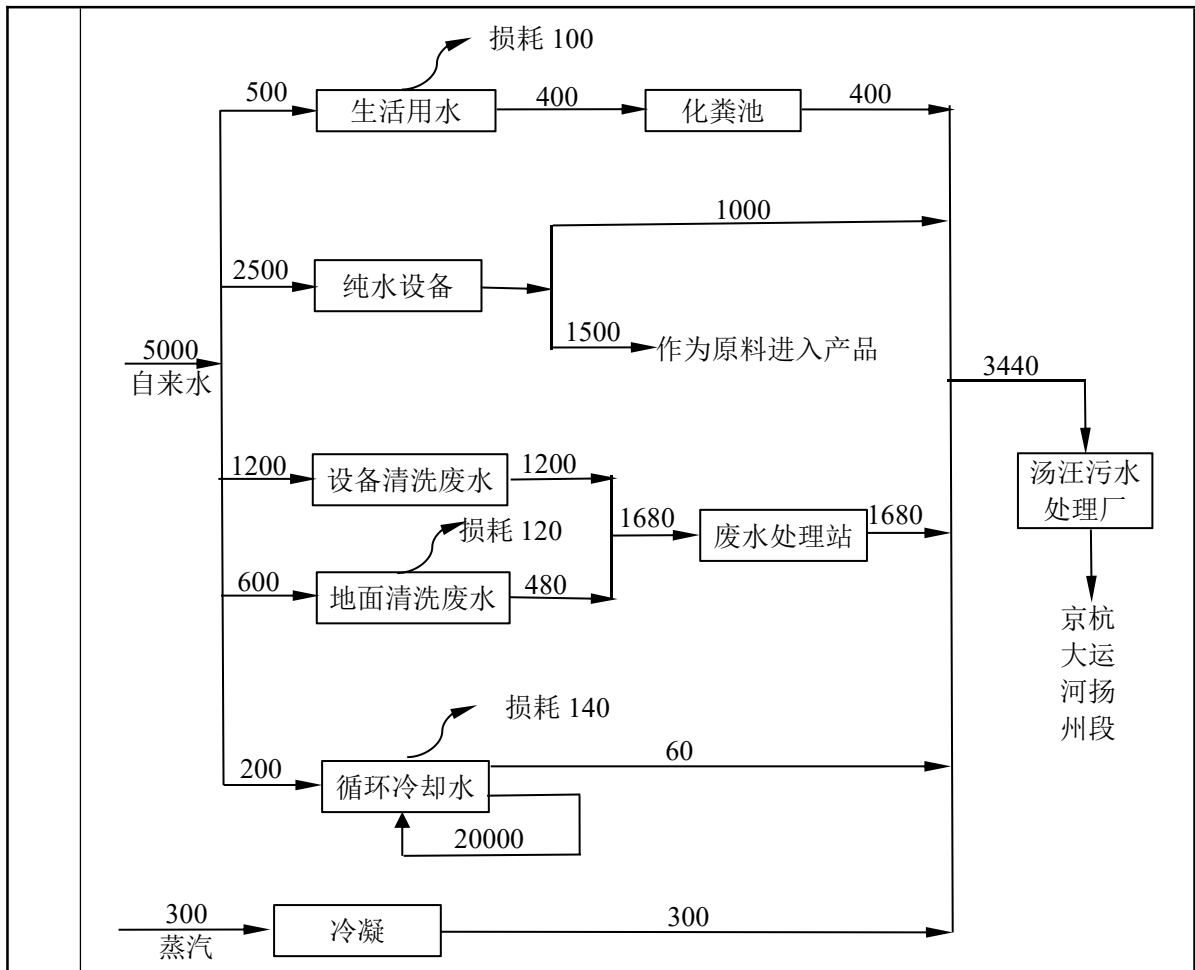 损耗 100
500
生活用水
400
化粪池
400
1000
2500
纯水设备
1500
作为原料进入产品
5000
自来水
3440
1200
设备清洗废水
1200
汤汪污水
处理厂
损耗 120
1680
废水处理站
1680
600
地面清洗废水
480
京杭
大运
河扬
州段
损耗 140
200
循环冷却水
60
20000
300
蒸汽
冷凝
300